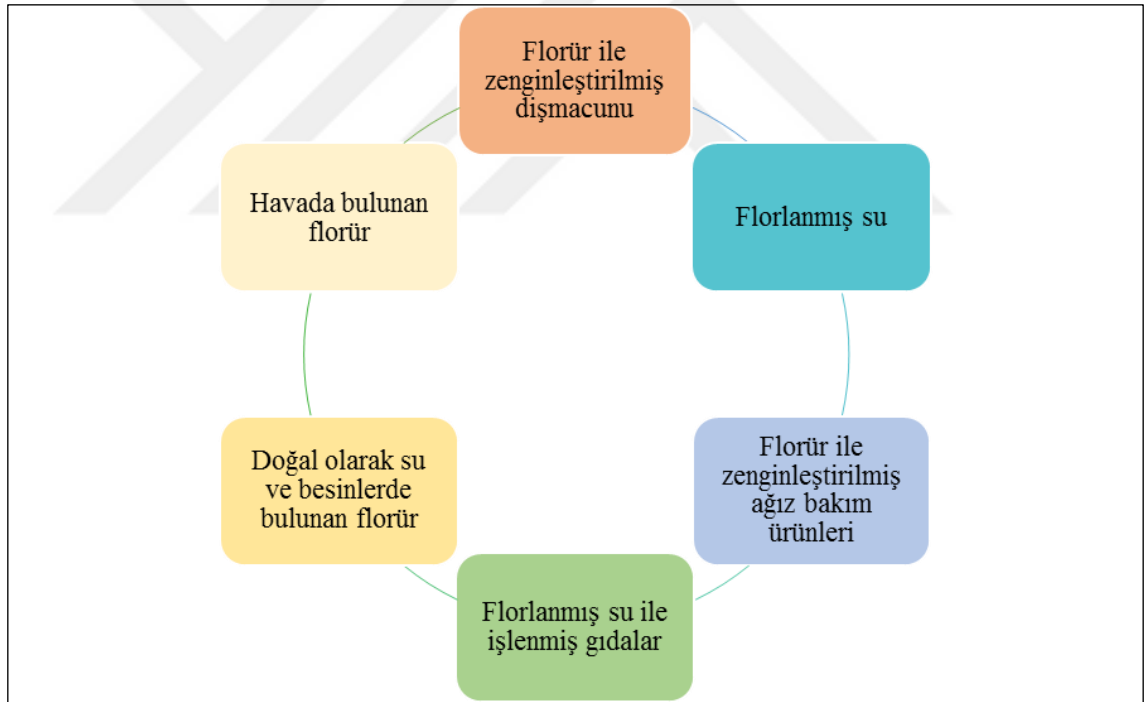 Florür ile
zenginleştirilmiş
dişmacunu
Florlanmış su
Florür ile
zenginleştirilmiş
ağız bakım
ürünleri
Florlanmış su ile
işlenmiş gıdalar
Doğal olarak su
ve besinlerde
bulunan florür
Havada bulunan
florür